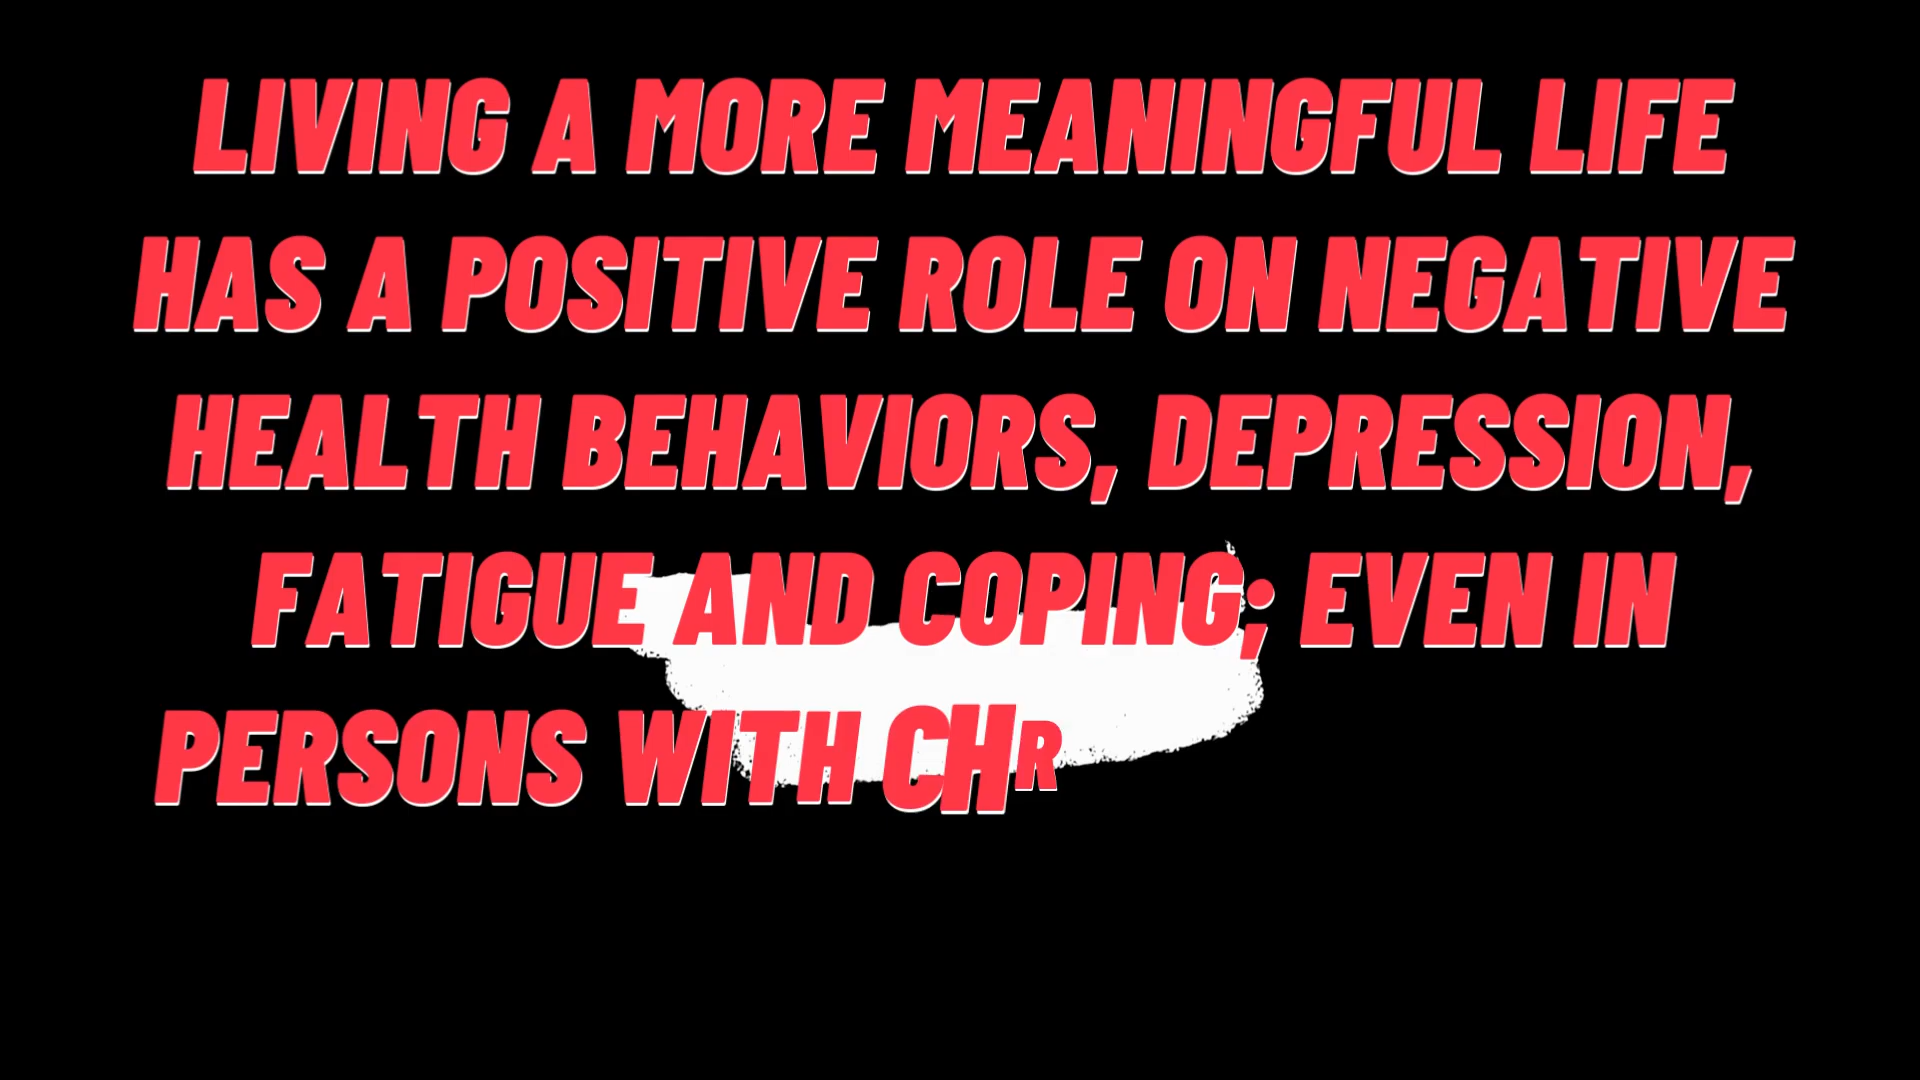 LIVING A MORE MEANINGFUL LIFE
HAS A POSITIVE ROLE ON NEGATIVE
HEALTH BEHAVIORS, DEPRESSION,
FATIGUE AND COPING; EVEN IN
PERSONS WITH CHR